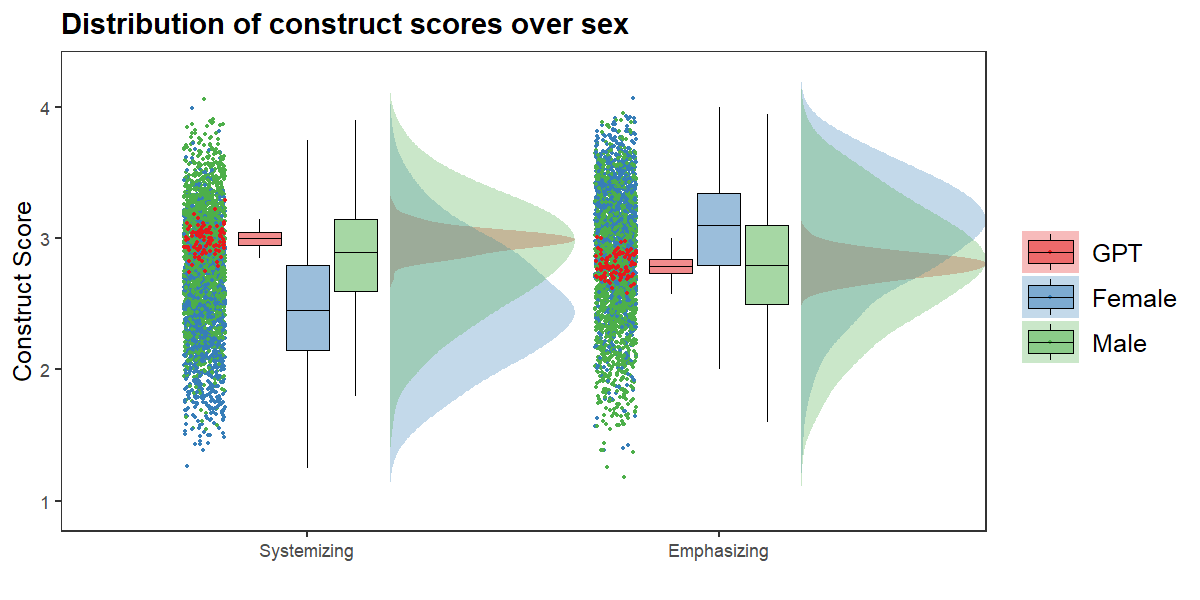 Distribution of construct scores over sex
Construct Score
4
3
2
1
Systemizing
Emphasizing
GPT
Female
Male